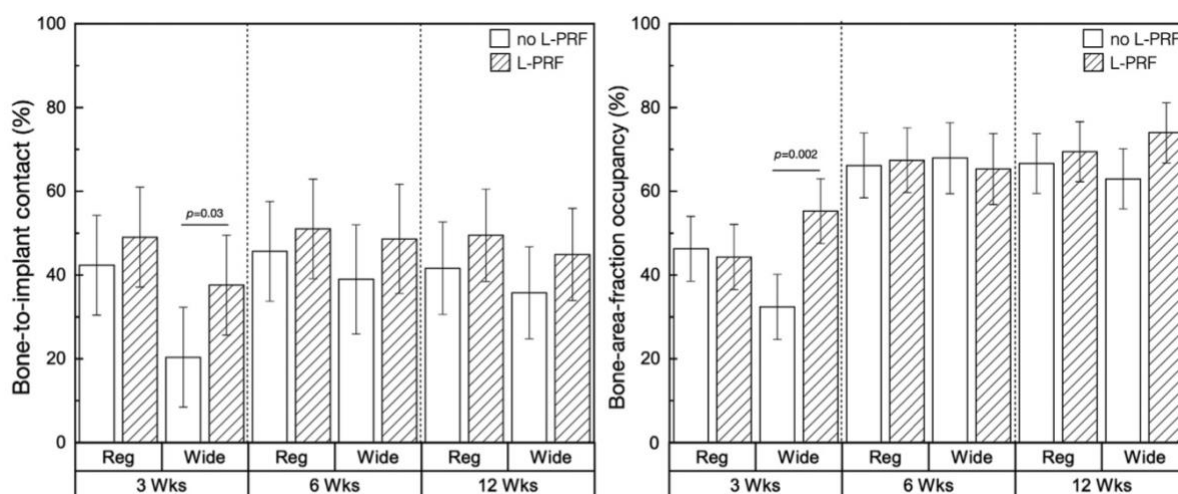 Bone-to-implant contact (%)
100
80
60
40
20
0
no L-PRF
L-PRF
p=0.03
Reg Wide Reg Wide Reg Wide
3 Wks 6 Wks 12 Wks
Bone-area-fraction occupancy (%)
100
80
60
40
20
0
no L-PRF
L-PRF
p=0.002
Reg Wide Reg Wide Reg Wide
3 Wks 6 Wks 12 Wks